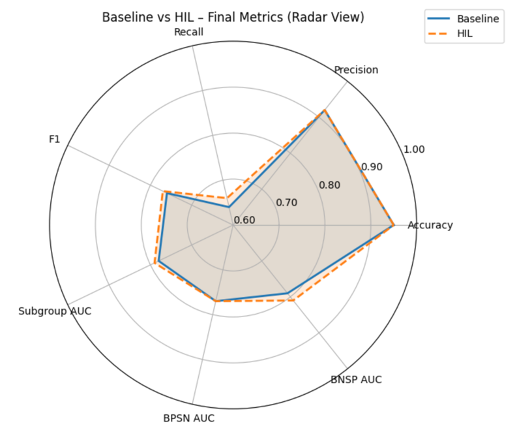 Baseline vs HIL – Final Metrics (Radar View)
Baseline
HIL
Recall
Precision
F1
1.00
0.90
0.80
0.70
0.60
Accuracy
Subgroup AUC
BNSP AUC
BPSN AUC